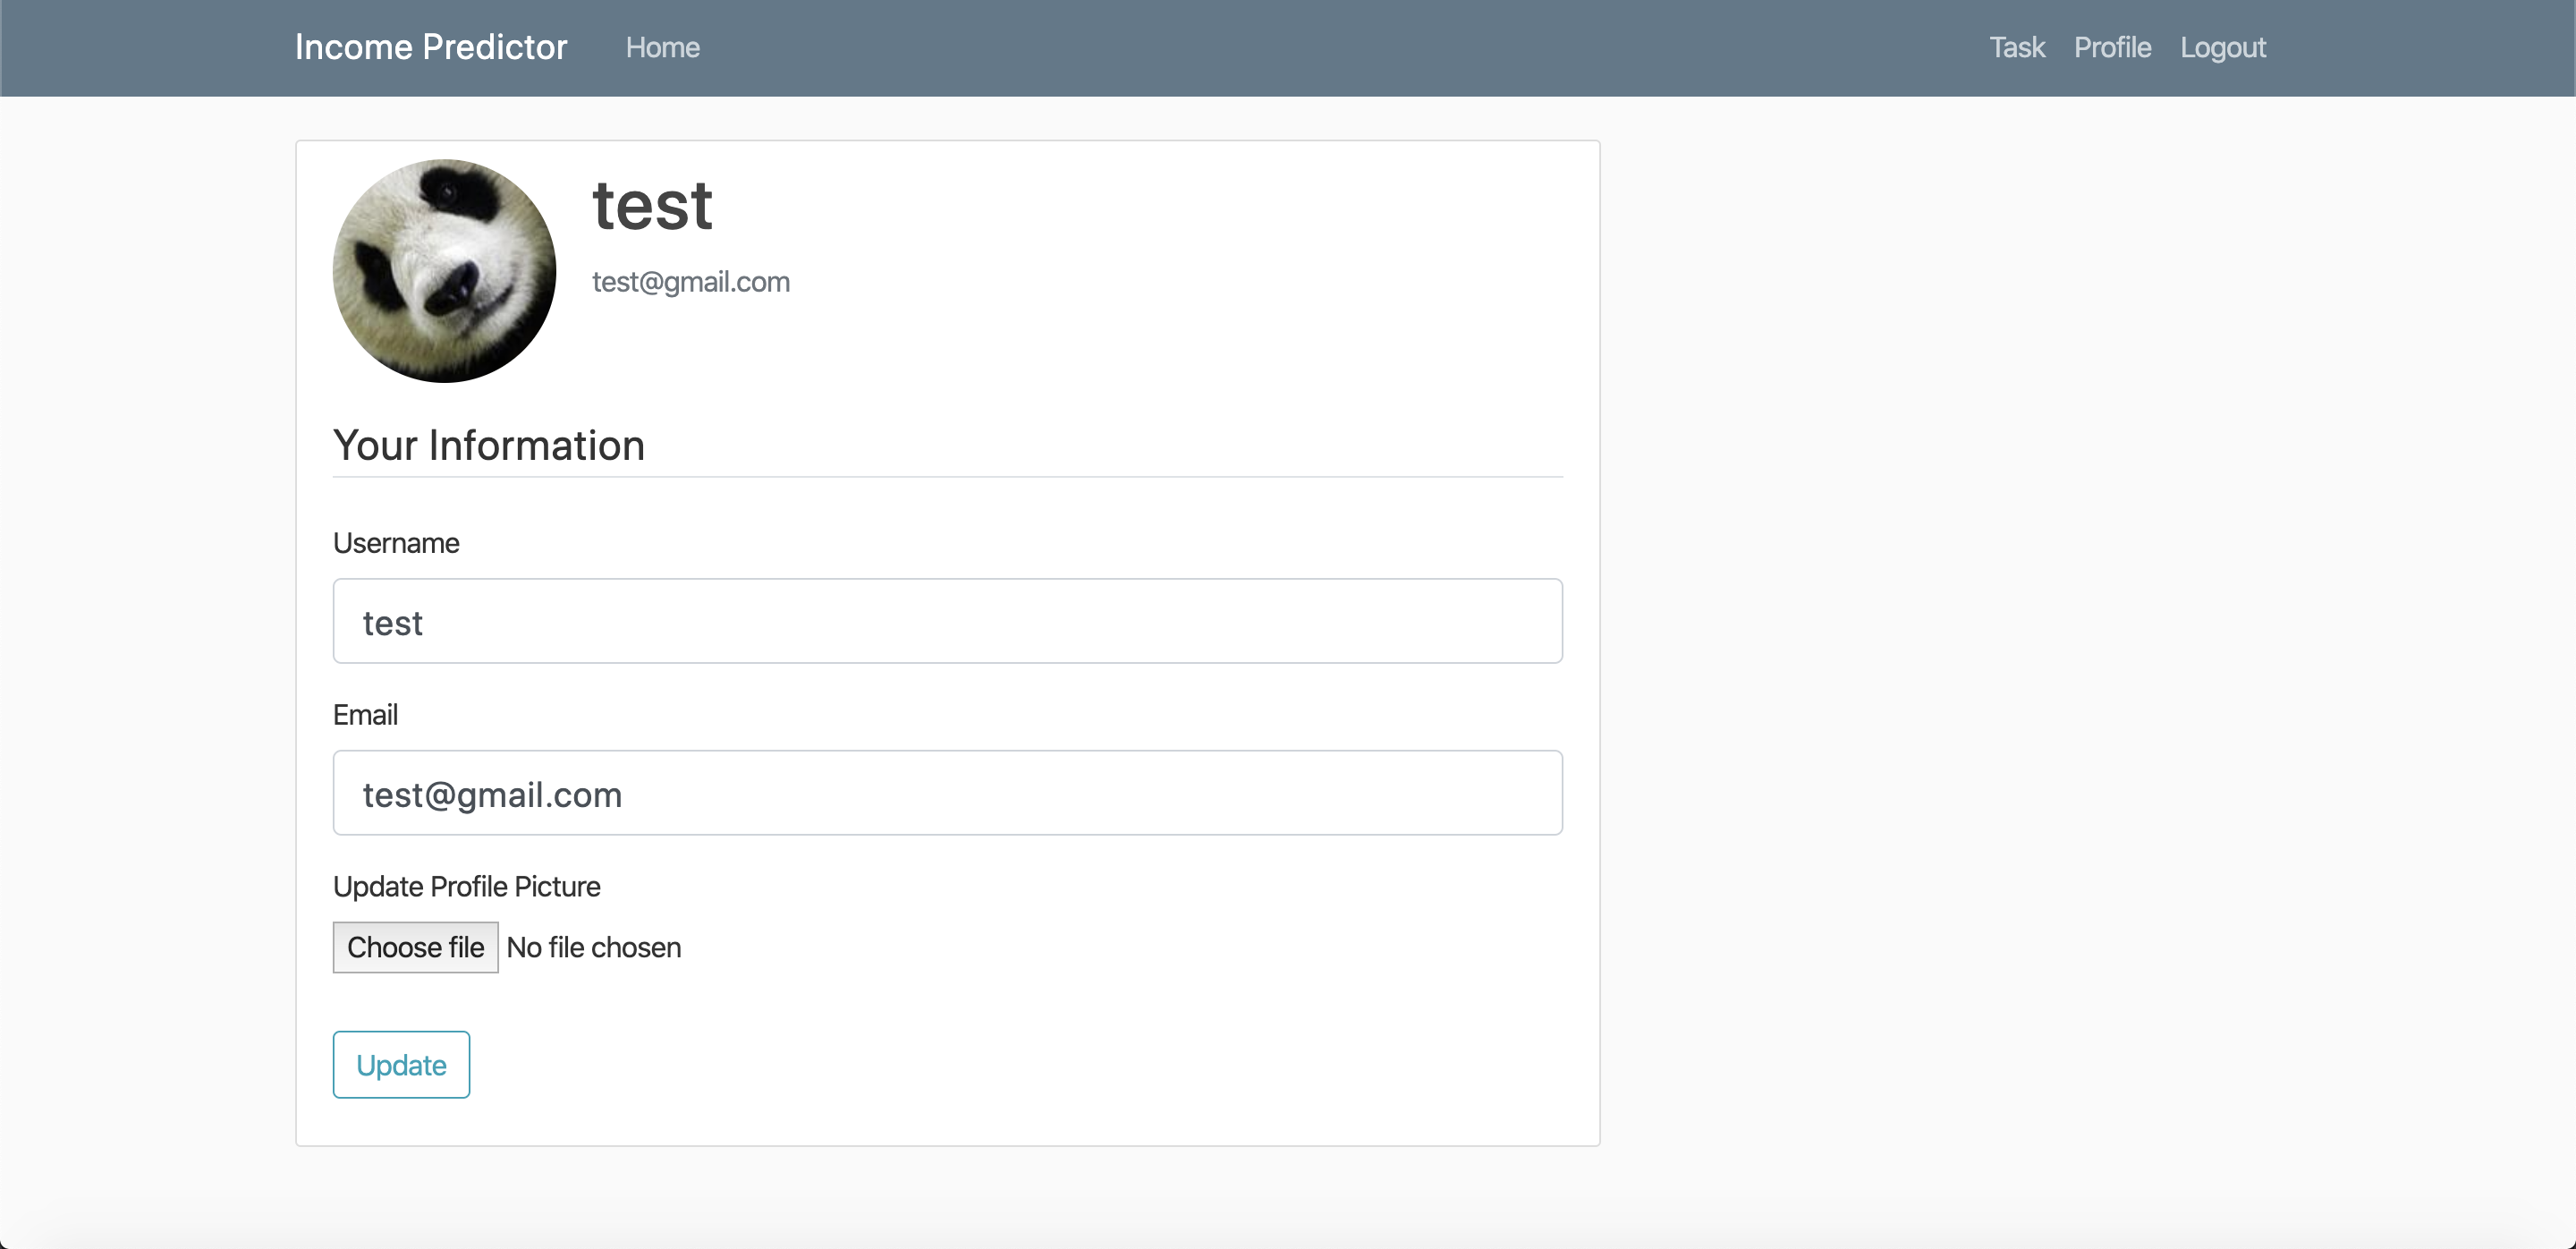 Income Predictor Home Task Profile Logout
test
test@gmail.com
Your Information
Username
test
Email
test@gmail.com
Update Profile Picture
Choose file No file chosen
Update